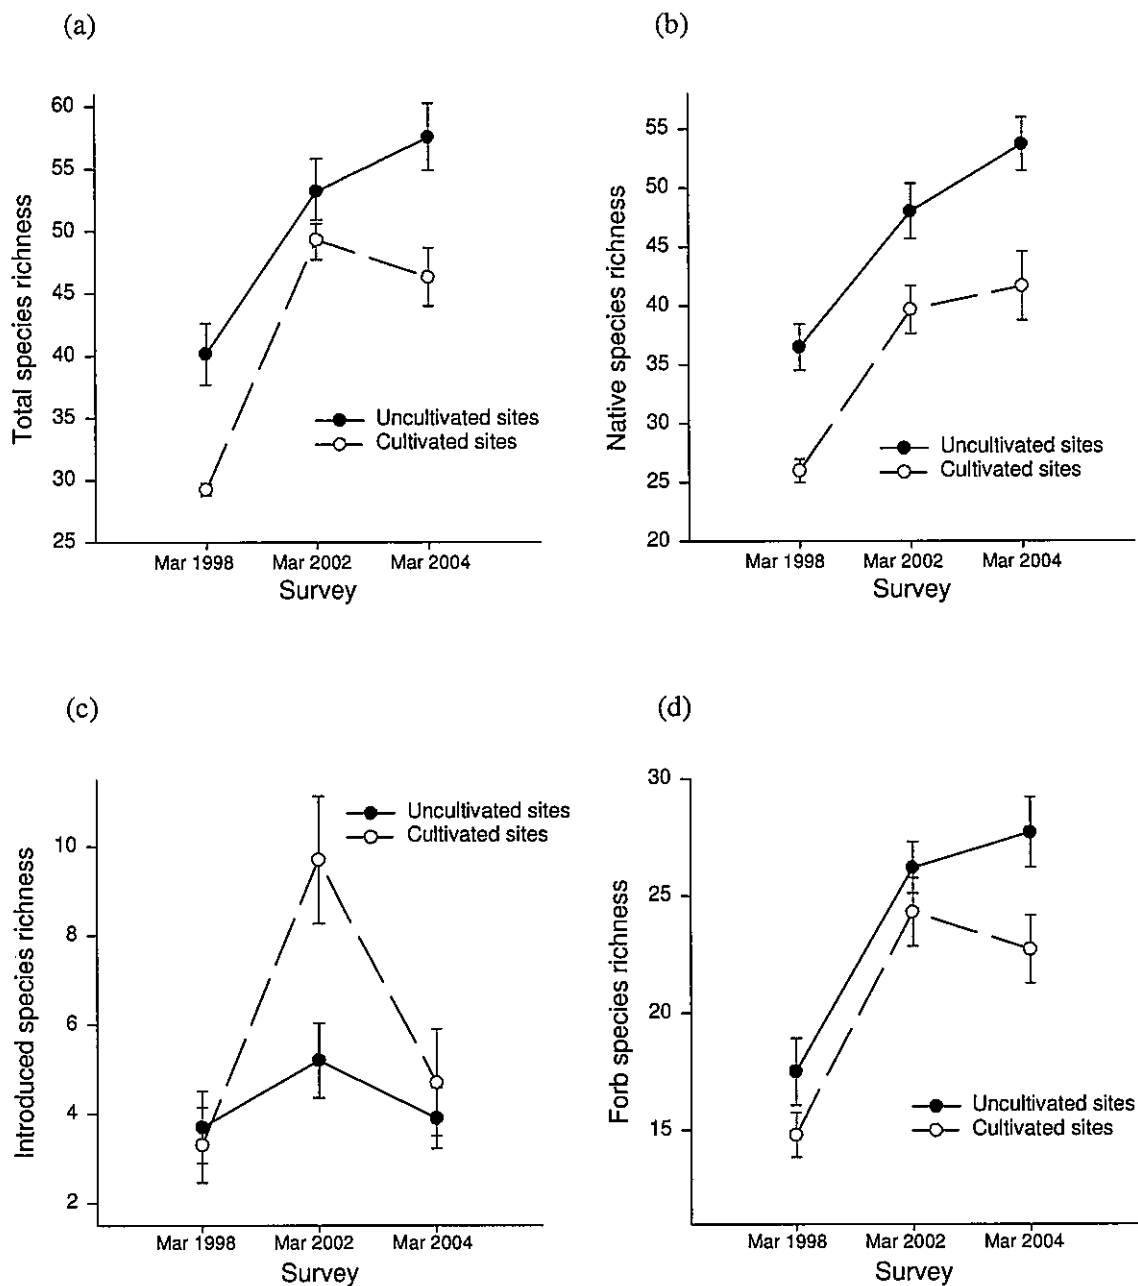 (a)
Total species richness
60
55
50
45
40
35
30
25
Uncultivated sites
Cultivated sites
Mar 1998 Mar 2002 Mar 2004
Survey
(b)
Native species richness
55
50
45
40
35
30
25
20
Uncultivated sites
Cultivated sites
Mar 1998 Mar 2002 Mar 2004
Survey
(c)
Introduced species richness
10
8
6
4
2
Uncultivated sites
Cultivated sites
Mar 1998 Mar 2002 Mar 2004
Survey
(d)
Forb species richness
30
25
20
15
Uncultivated sites
Cultivated sites
Mar 1998 Mar 2002 Mar 2004
Survey